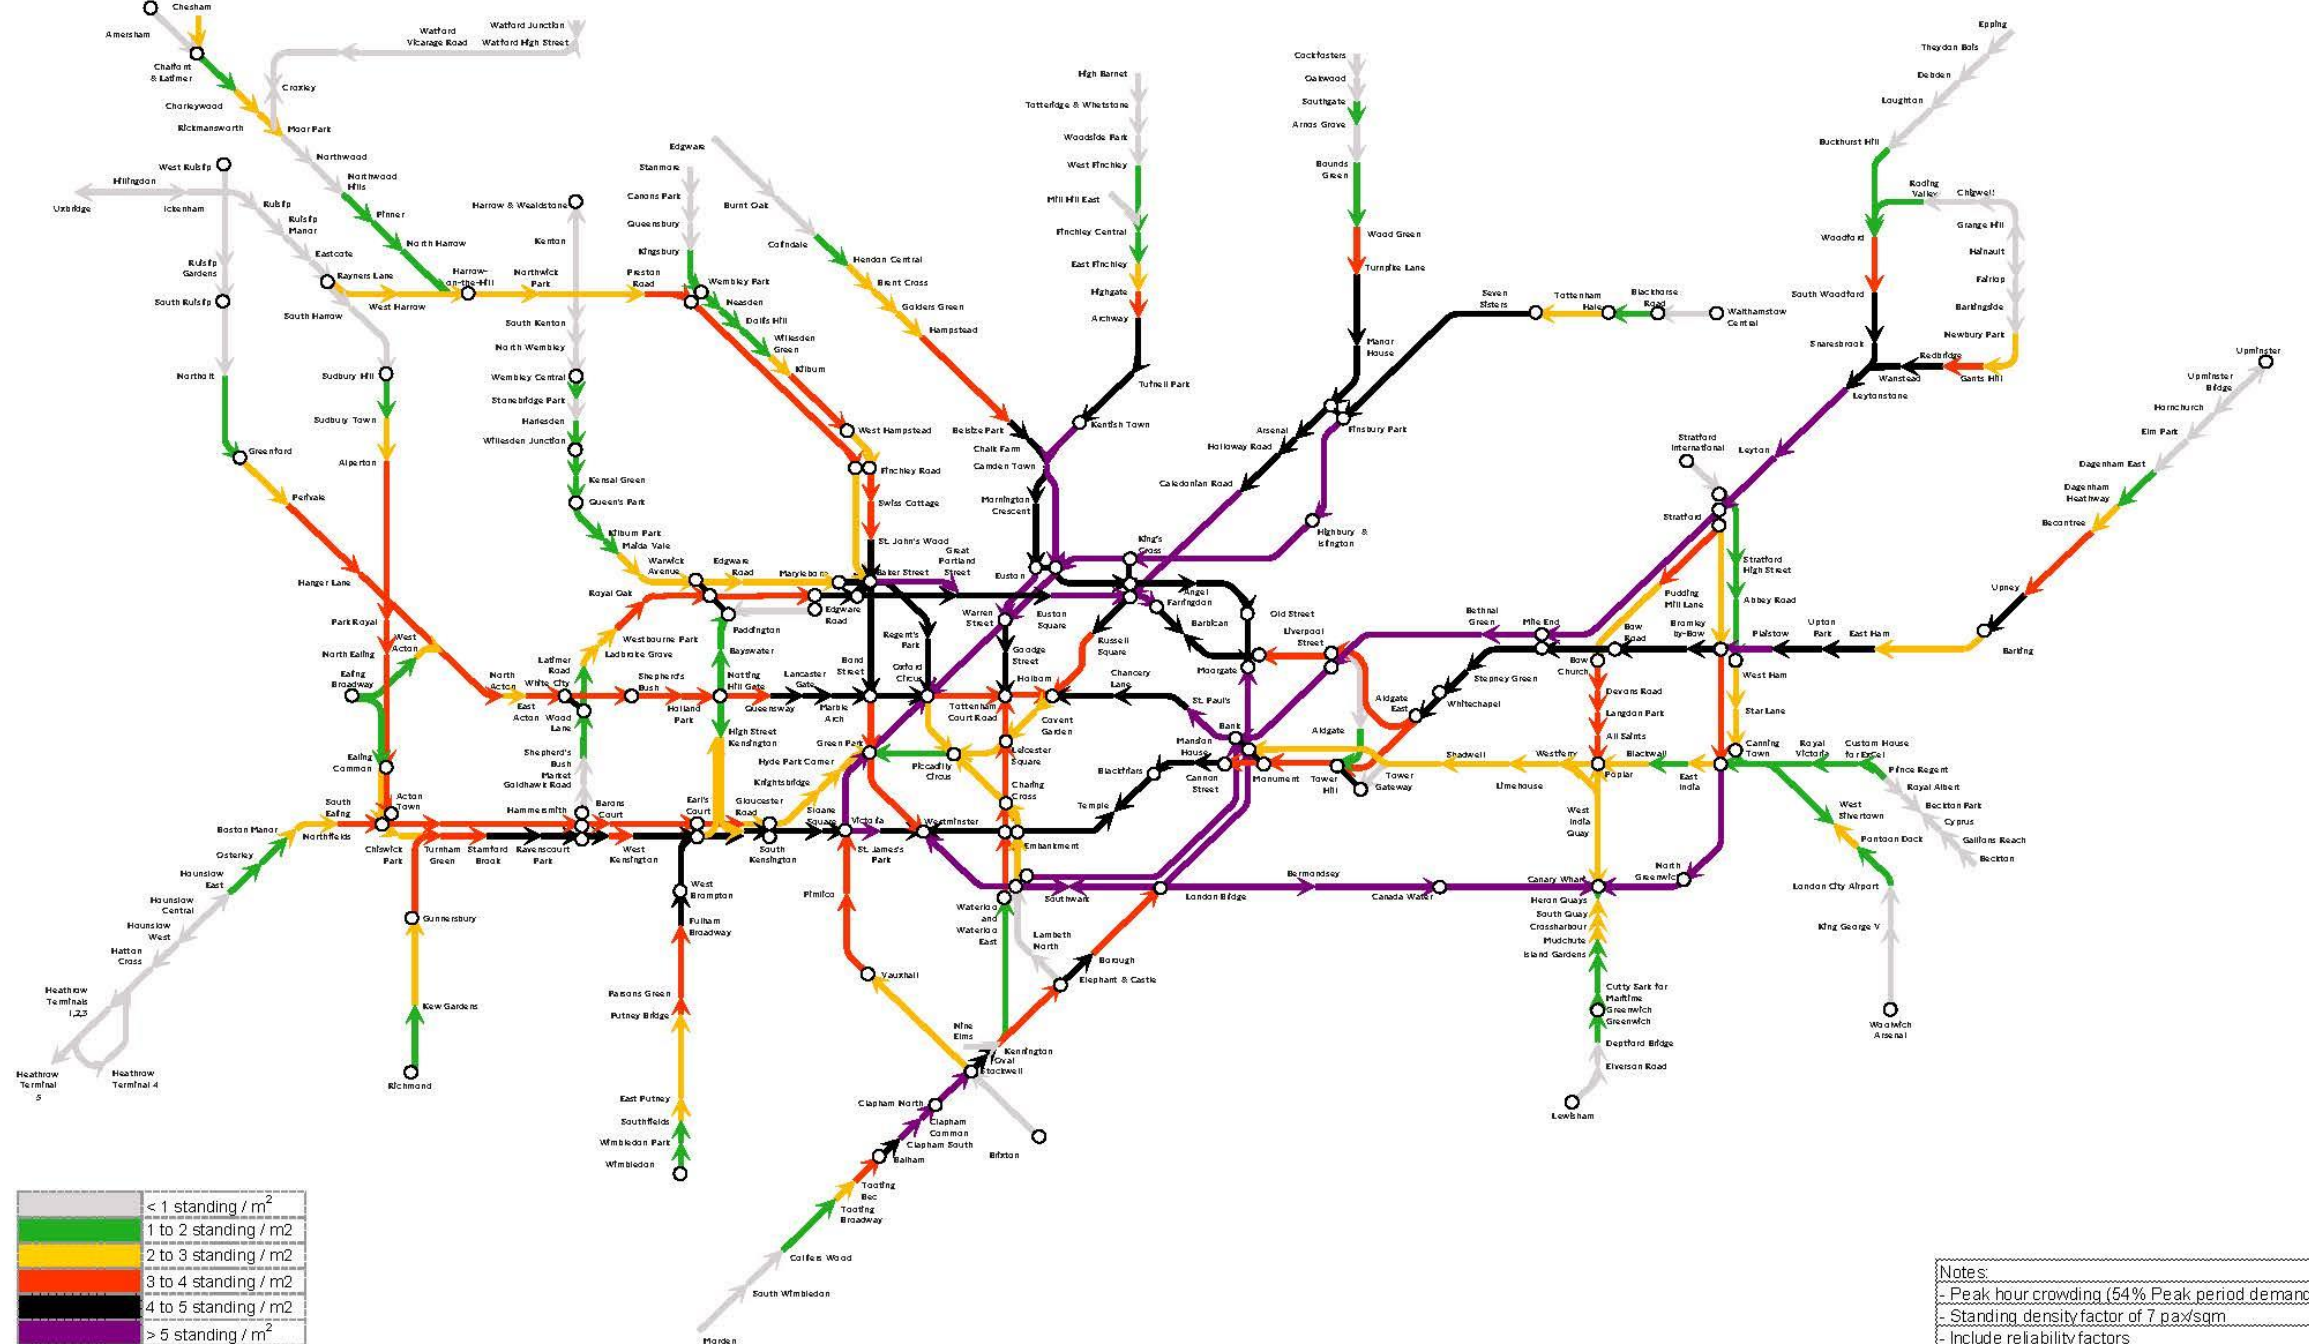 Chesham
Amersham
Chalfont
& Latimer
Chorleywood
Rickmansworth
Croxley
Moor Park
Watford
Vicarage Road
Watford Junction
Watford High Street
Northwood
Northwood
Hills
Pinner
North Harrow
Harrow-
on-the-Hill
Northwick
Park
Preston
Road
West Ruislip
Hillingdon
Uxbridge
Ickenham
Ruislip
Ruislip
Manor
Eastcote
Rayners Lane
West Harrow
South Harrow
Ruislip
Gardens
South Ruislip
Northolt
Greenford
Perivale
Hanger Lane
Sudbury Hill
Sudbury Town
Alperton
Park Royal
North Ealing
West
Acton
Ealing
Broadway
Ealing
Common
Harrow & Wealdstone
Kenton
South Kenton
North Wembley
Wembley Central
Stonebridge Park
Harlesden
Willesden Junction
Kensal Green
Queen's Park
Kilburn Park
Maida Vale
Warwick
Avenue
Edgware
Road
Marylebone
Royal Oak
Westbourne Park
Ladbroke Grove
Latimer
Road
Paddington
Bayswater
Edgware
Road
Stanmore
Canons Park
Queensbury
Kingsbury
Wembley Park
Neasden
Dollis Hill
Willesden
Green
Kilburn
West Hampstead
Finchley Road
Swiss Cottage
St. John's Wood
Baker Street
Great
Portland
Street
Edgware
Burnt Oak
Colindale
Hendon Central
Brent Cross
Golders Green
Hampstead
Belsize Park
Chalk Farm
Camden Town
Mornington
Crescent
Euston
High Barnet
Totteridge & Whetstone
Woodside Park
West Finchley
Mill Hill East
Finchley Central
East Finchley
Highgate
Archway
Tufnell Park
Kentish Town
Cockfosters
Oakwood
Southgate
Arnos Grove
Bounds
Green
Wood Green
Turnpike Lane
Manor
House
Finsbury Park
Arsenal
Holloway Road
Caledonian Road
King's
Cross
Highbury &
Islington
Seven
Sisters
Tottenham
Hale
Blackhorse
Road
Walthamstow
Central
Epping
Theydon Bois
Debden
Loughton
Buckhurst Hill
Roding
Valley
Chigwell
Grange Hill
Hainault
Fairlop
Barkingside
Newbury Park
Gants Hill
Redbridge
Wanstead
Woodford
South Woodford
Snaresbrook
Leytonstone
Leyton
Stratford
International
Stratford
Stratford
High Street
Abbey Road
Upminster
Upminster
Bridge
Hornchurch
Elm Park
Dagenham East
Dagenham
Heathway
Becontree
Upney
Barking
East Ham
Upton
Park
Plaistow
West Ham
Bromley
by-Bow
Pudding
Mill Lane
Bow
Road
Bow
Church
Mile End
Bethnal
Green
Stepney Green
Whitechapel
Aldgate
East
Aldgate
Liverpool
Street
Old Street
Moorgate
Angel
Farringdon
Barbican
Euston
Square
Warren
Street
Regent's
Park
Goodge
Street
Russell
Square
Chancery
Lane
Holborn
Oxford
Circus
Bond
Street
Tottenham
Court Road
Covent
Garden
St. Paul's
Bank
Mansion
House
Cannon
Street
Monument
Tower
Hill
Tower
Gateway
Shadwell
Limehouse
Westferry
Poplar
Blackwall
East
India
Canning
Town
Star Lane
Royal
Victoria
Custom House
for ExCel
Prince Regent
Royal Albert
Beckton Park
Cyprus
Gallions Reach
Beckton
West
Silvertown
Pontoon Dock
London City Airport
King George V
Woolwich
Arsenal
Devons Road
Langdon Park
All Saints
West
India
Quay
Canary Wharf
Heron Quays
South Quay
Crossharbour
Mudchute
Island Gardens
Cutty Sark for
Maritime
Greenwich
Greenwich
Deptford Bridge
Elverson Road
Lewisham
North
Greenwich
Canada Water
Bermondsey
London Bridge
Southwark
Waterloo
and
Waterloo
East
Lambeth
North
Borough
Elephant & Castle
Kennington
Oval
Nine
Elms
Stockwell
Brixton
Clapham North
Clapham
Common
Clapham South
Balham
Tooting
Bec
Tooting
Broadway
Colliers Wood
South Wimbledon
Morden
Vauxhall
Pimlico
Victoria
St. James's
Park
Westminster
Embankment
Charing
Cross
Leicester
Square
Piccadilly
Circus
Green Park
Hyde Park Corner
Knightsbridge
Temple
Blackfriars
Sloane
Square
South
Kensington
Gloucester
Road
Earl's
Court
High Street
Kensington
Notting
Hill Gate
Queensway
Lancaster
Gate
Marble
Arch
Holland
Park
Shepherd's
Bush
White City
Wood
Lane
East
Acton
North
Acton
Shepherd's
Bush
Market
Goldhawk Road
Hammersmith
Barons
Court
West
Kensington
Ravenscourt
Park
Stamford
Brook
Turnham
Green
Chiswick
Park
Acton
Town
South
Ealing
Northfields
Boston Manor
Osterley
Hounslow
East
Hounslow
Central
Hounslow
West
Hatton
Cross
Heathrow
Terminals
1,2,3
Heathrow
Terminal
5
Heathrow
Terminal 4
Gunnersbury
Kew Gardens
Richmond
West
Brompton
Fulham
Broadway
Parsons Green
Putney Bridge
East Putney
Southfields
Wimbledon Park
Wimbledon
< 1 standing / m²
1 to 2 standing / m2
2 to 3 standing / m2
3 to 4 standing / m2
4 to 5 standing / m2
> 5 standing / m²
Notes:
- Peak hour crowding (54% Peak period demand
- Standing density factor of 7 pax/sqm
- Include reliability factors